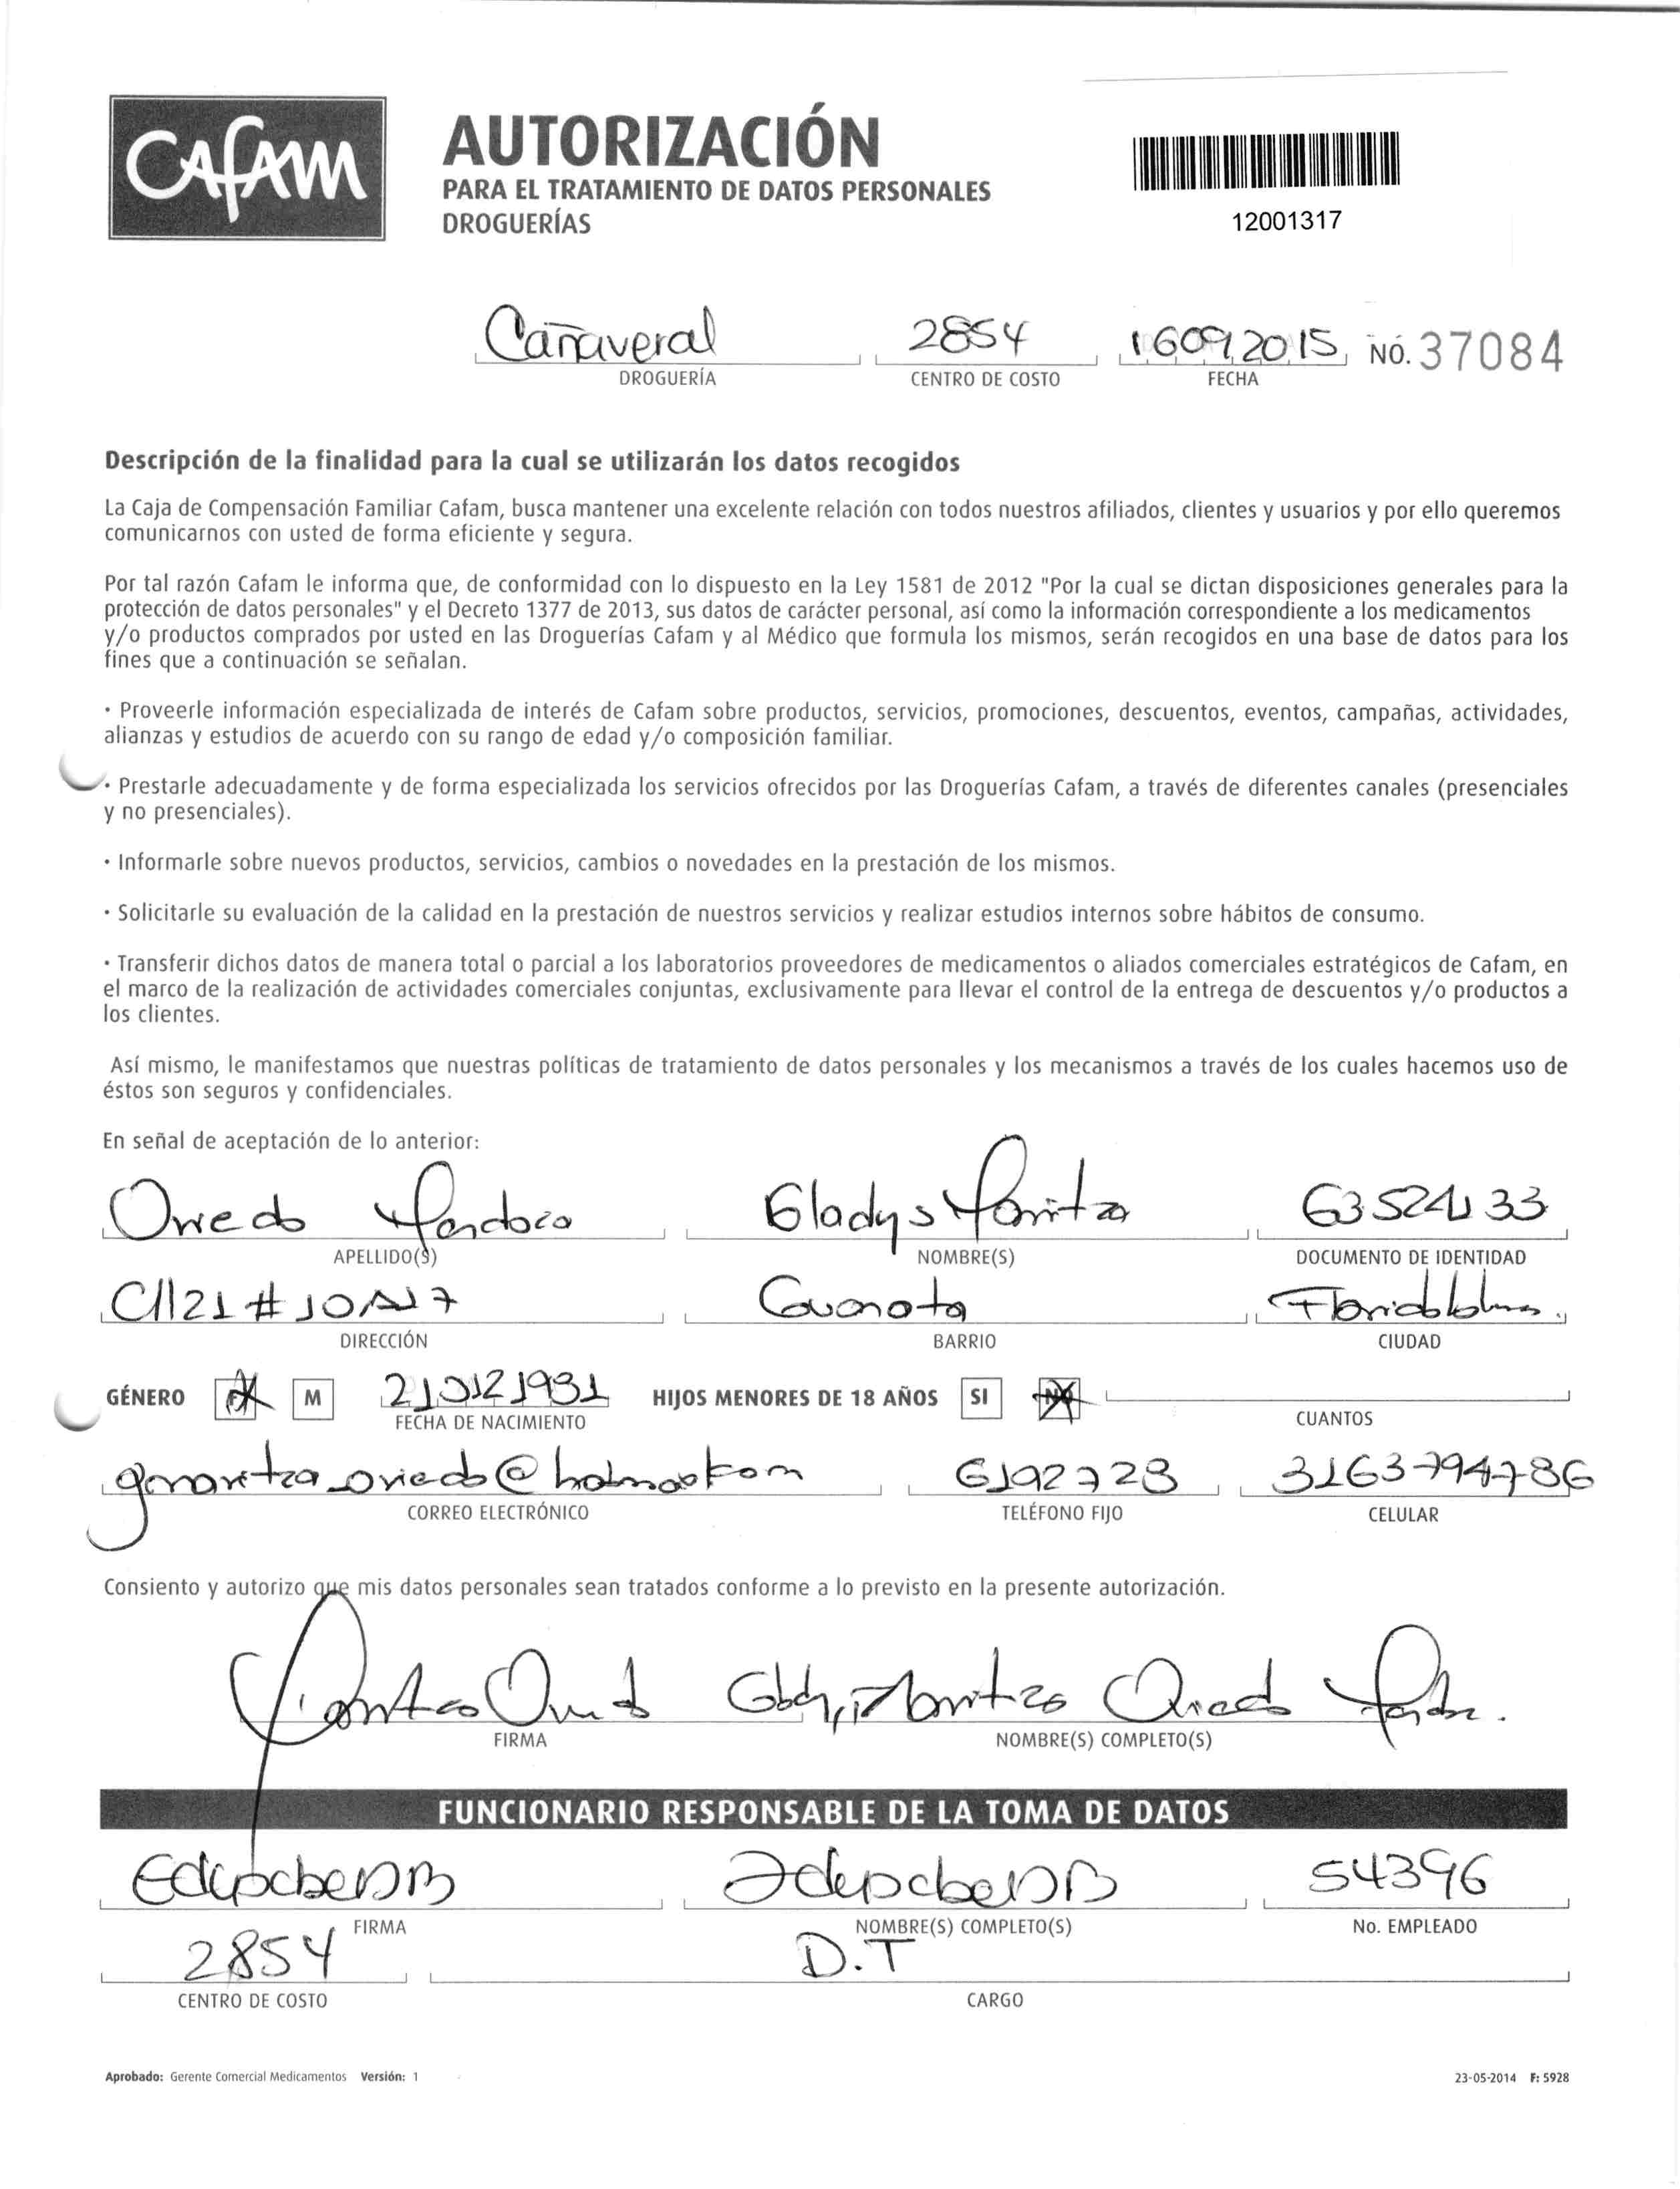 CAFAM
AUTORIZACIÓN
PARA EL TRATAMIENTO DE DATOS PERSONALES
DROGUERÍAS
12001317
Cañaveral 2854 16092015 NÓ. 37084
DROGUERÍA CENTRO DE COSTO FECHA
Descripción de la finalidad para la cual se utilizarán los datos recogidos
La Caja de Compensación Familiar Cafam, busca mantener una excelente relación con todos nuestros afiliados, clientes y usuarios y por ello queremos
comunicarnos con usted de forma eficiente y segura.
Por tal razón Cafam le informa que, de conformidad con lo dispuesto en la Ley 1581 de 2012 "Por la cual se dictan disposiciones generales para la
protección de datos personales" y el Decreto 1377 de 2013, sus datos de carácter personal, así como la información correspondiente a los medicamentos
y/o productos comprados por usted en las Droguerías Cafam y al Médico que formula los mismos, serán recogidos en una base de datos para los
fines que a continuación se señalan.
· Proveerle información especializada de interés de Cafam sobre productos, servicios, promociones, descuentos, eventos, campañas, actividades,
alianzas y estudios de acuerdo con su rango de edad y/o composición familiar.
· Prestarle adecuadamente y de forma especializada los servicios ofrecidos por las Droguerías Cafam, a través de diferentes canales (presenciales
y no presenciales).
· Informarle sobre nuevos productos, servicios, cambios o novedades en la prestación de los mismos.
· Solicitarle su evaluación de la calidad en la prestación de nuestros servicios y realizar estudios internos sobre hábitos de consumo.
· Transferir dichos datos de manera total o parcial a los laboratorios proveedores de medicamentos o aliados comerciales estratégicos de Cafam, en
el marco de la realización de actividades comerciales conjuntas, exclusivamente para llevar el control de la entrega de descuentos y/o productos a
los clientes.
Así mismo, le manifestamos que nuestras políticas de tratamiento de datos personales y los mecanismos a través de los cuales hacemos uso de
éstos son seguros y confidenciales.
En señal de aceptación de lo anterior:
Oviedo Gladys Maritza
APELLIDO(S) NOMBRE(S) DOCUMENTO DE IDENTIDAD
Cll 21 # 10A17 Floridablanca
DIRECCIÓN BARRIO CIUDAD
GÉNERO F M HIJOS MENORES DE 18 AÑOS SI NO
FECHA DE NACIMIENTO CUANTOS
6192728
CORREO ELECTRÓNICO TELÉFONO FIJO CELULAR
Consiento y autorizo que mis datos personales sean tratados conforme a lo previsto en la presente autorización.
Maritza Oviedo Gladys Maritza Oviedo
FIRMA NOMBRE(S) COMPLETO(S)
FUNCIONARIO RESPONSABLE DE LA TOMA DE DATOS
54396
FIRMA NOMBRE(S) COMPLETO(S) No. EMPLEADO
2854 D.T
CENTRO DE COSTO CARGO
Aprobado: Gerente Comercial Medicamentos Versión: 1 23-05-2014 F: 5928